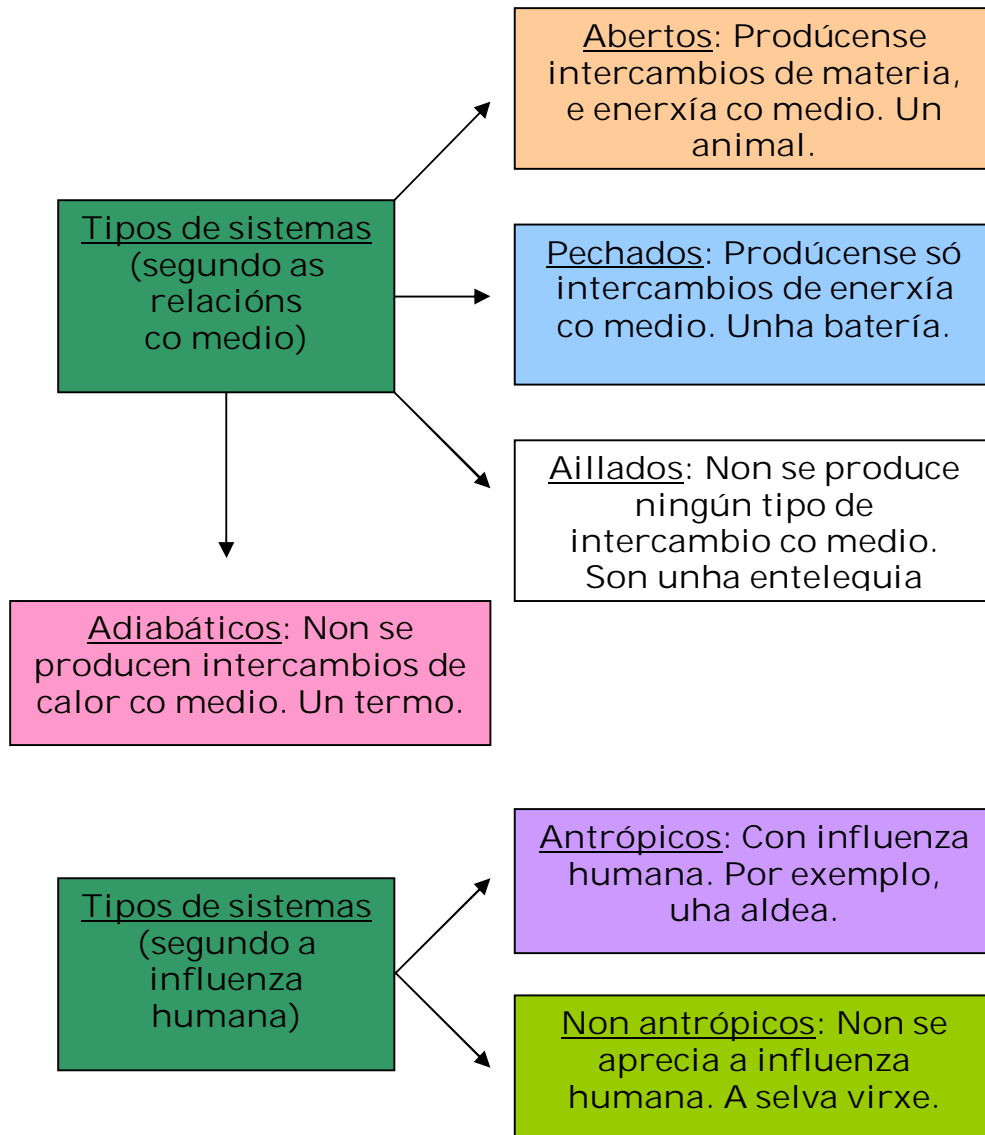 Abertos: Prodúcense
intercambios de materia,
e enerxía co medio. Un
animal.
Tipos de sistemas
(segundo as
relacións
co medio)
Pechados: Prodúcense só
intercambios de enerxía
co medio. Unha batería.
Aillados: Non se produce
ningún tipo de
intercambio co medio.
Son unha entelequia
Adiabáticos: Non se
producen intercambios de
calor co medio. Un termo.
Tipos de sistemas
(segundo a
influenza
humana)
Antrópicos: Con influenza
humana. Por exemplo,
uha aldea.
Non antrópicos: Non se
aprecia a influenza
humana. A selva virxe.